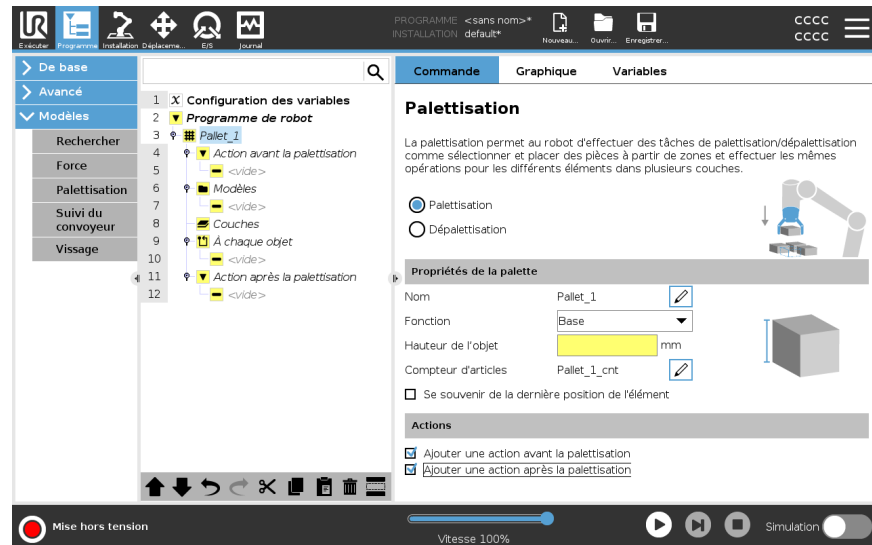 PROGRAMME <sans nom>*
INSTALLATION default*
CCCC
CCCC
Exécuter
Programme
Installation
Déplaceme...
E/S
Journal
Nouveau...
Ouvrir...
Enregistrer...
De base
Avancé
Modèles
Rechercher
Force
Palettisation
Suivi du
convoyeur
Vissage
1 X Configuration des variables
2 Programme de robot
3 Pallet_1
4 Action avant la palettisation
5 <vide>
6 Modèles
7 <vide>
8 Couches
9 À chaque objet
10 <vide>
11 Action après la palettisation
12 <vide>
Commande Graphique Variables
Palettisation
La palettisation permet au robot d'effectuer des tâches de palettisation/dépalettisation
comme sélectionner et placer des pièces à partir de zones et effectuer les mêmes
opérations pour les différents éléments dans plusieurs couches.
Palettisation
Dépalettisation
Propriétés de la palette
Nom Pallet_1
Fonction Base
Hauteur de l'objet mm
Compteur d'articles Pallet_1_cnt
Se souvenir de la dernière position de l'élément
Actions
Ajouter une action avant la palettisation
Ajouter une action après la palettisation
Mise hors tension
Vitesse 100%
Simulation